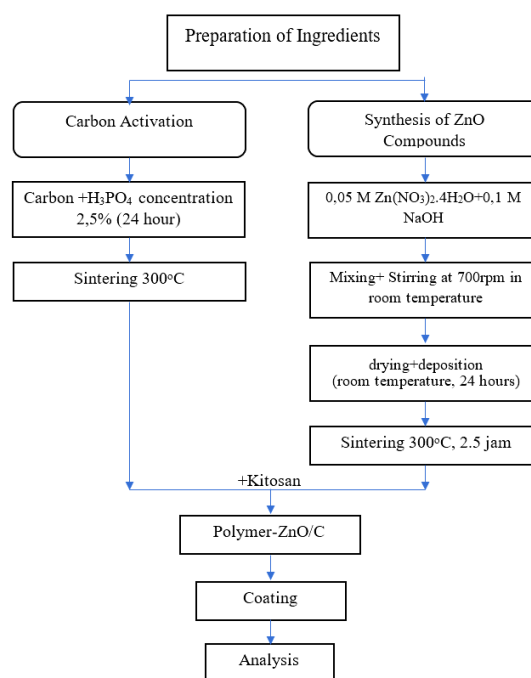 Preparation of Ingredients
Carbon Activation
Carbon +H₃PO₄ concentration
2,5% (24 hour)
Sintering 300°C
Synthesis of ZnO
Compounds
0,05 M Zn(NO₃)₂.4H₂O+0,1 M
NaOH
Mixing+ Stirring at 700rpm in
room temperature
drying+deposition
(room temperature, 24 hours)
Sintering 300°C, 2.5 jam
+Kitosan
Polymer-ZnO/C
Coating
Analysis